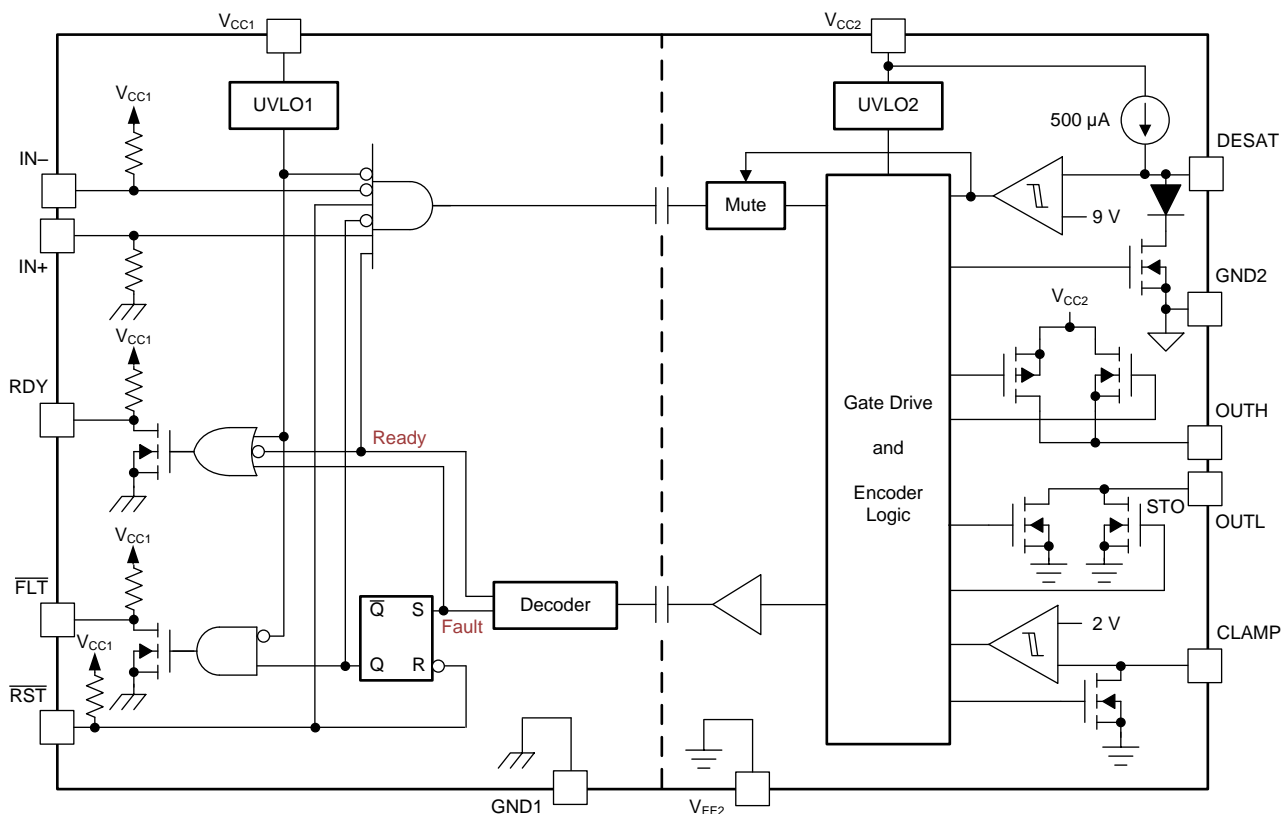 VCC1
VCC2
UVLO1
UVLO2
VCC1
500 µA
DESAT
IN–
Mute
9 V
IN+
GND2
VCC1
VCC2
RDY
Gate Drive
and
Encoder
Logic
OUTH
Ready
STO
OUTL
VCC1
FLT
Q S
Decoder
Fault
2 V
CLAMP
VCC1
Q R
RST
GND1
VEE2